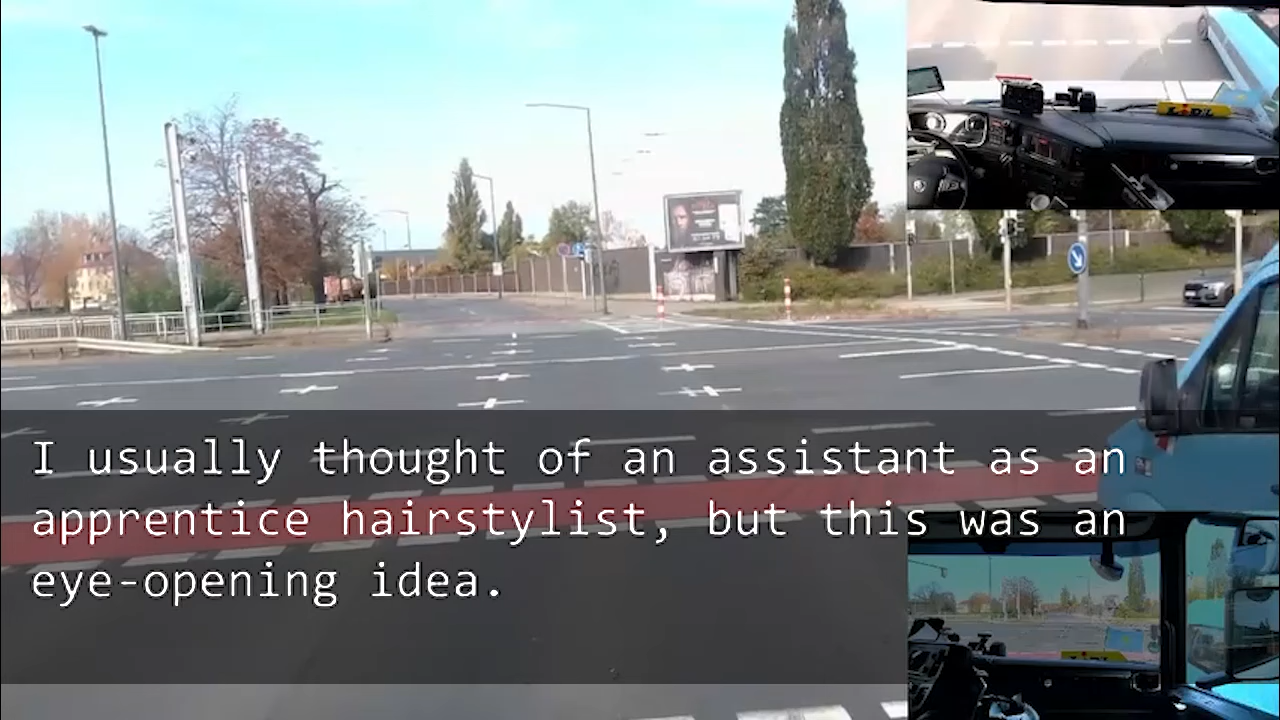 I usually thought of an assistant as an
apprentice hairstylist, but this was an
eye-opening idea.